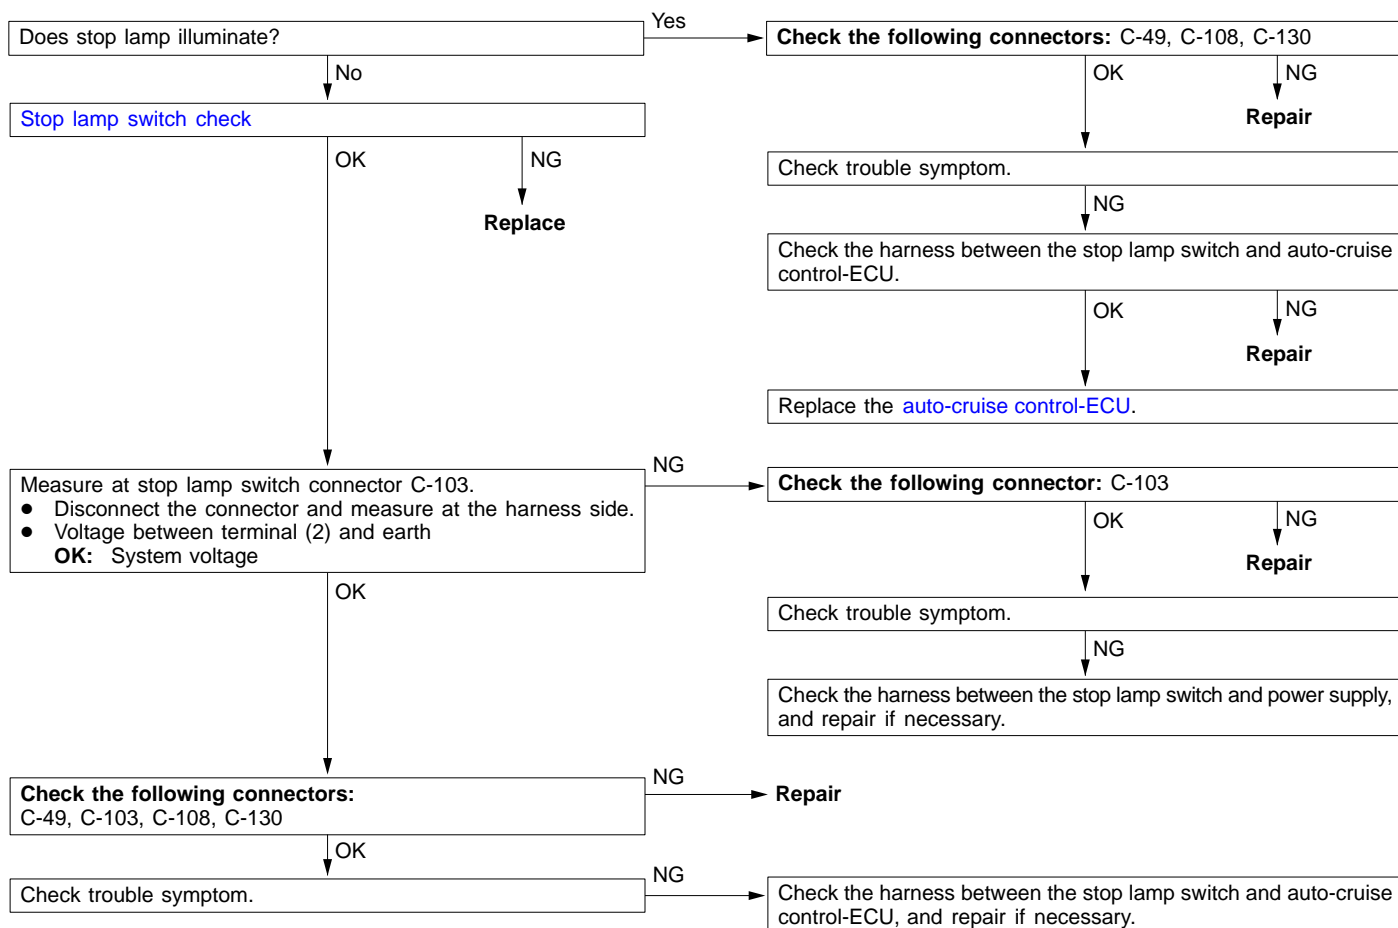 Does stop lamp illuminate?
Yes
Check the following connectors: C-49, C-108, C-130
No
OK
NG
Repair
Stop lamp switch check
OK
NG
Replace
Check trouble symptom.
NG
Check the harness between the stop lamp switch and auto-cruise
control-ECU.
OK
NG
Repair
Replace the auto-cruise control-ECU.
Measure at stop lamp switch connector C-103.
● Disconnect the connector and measure at the harness side.
● Voltage between terminal (2) and earth
OK: System voltage
NG
Check the following connector: C-103
OK
NG
Repair
OK
Check trouble symptom.
NG
Check the harness between the stop lamp switch and power supply,
and repair if necessary.
Check the following connectors:
C-49, C-103, C-108, C-130
NG
Repair
OK
Check trouble symptom.
NG
Check the harness between the stop lamp switch and auto-cruise
control-ECU, and repair if necessary.